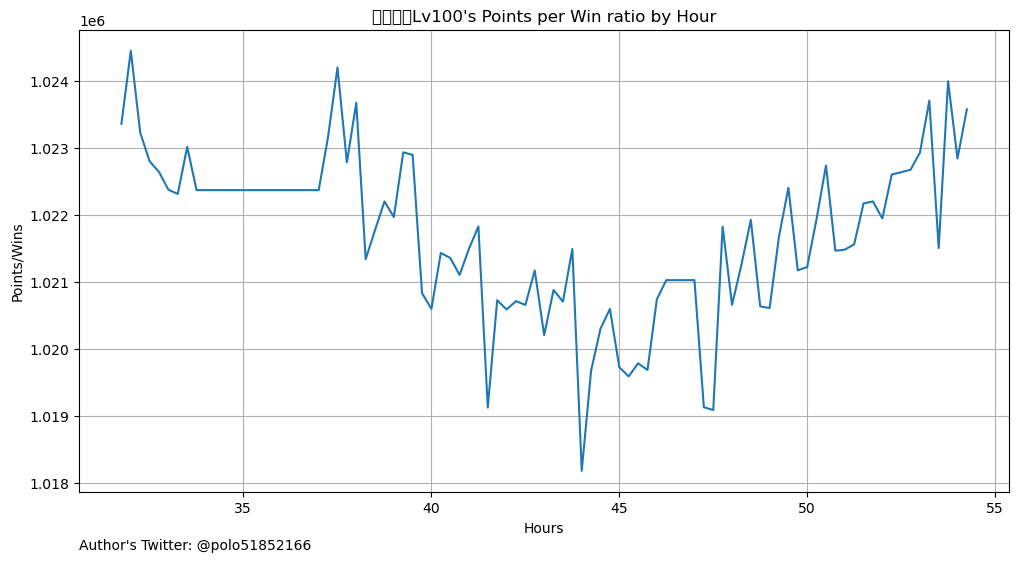 Lv100's Points per Win ratio by Hour
1e6
1.024
1.023
1.022
1.021
1.020
1.019
1.018
Points/Wins
35 40 45 50 55
Hours
Author's Twitter: @polo51852166